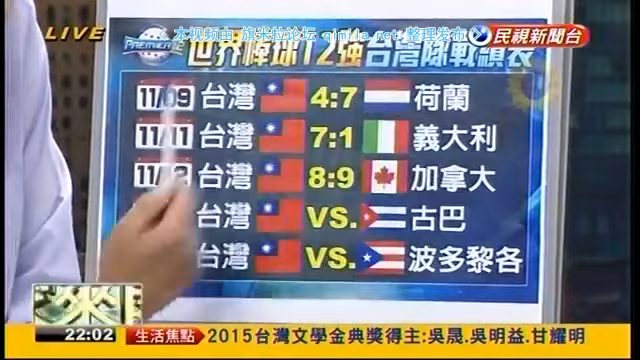 LIVE
本视频由 旗米拉论坛 qimila.net 整理发布
民視新聞台
PREMIER 12
世界棒球12強台灣隊戰績表
11/09 台灣 4:7 荷蘭
11/11 台灣 7:1 義大利
11/12 台灣 8:9 加拿大
台灣 VS. 古巴
台灣 VS. 波多黎各
22:02 生活焦點 2015台灣文學金典獎得主:吳晟.吳明益.甘耀明